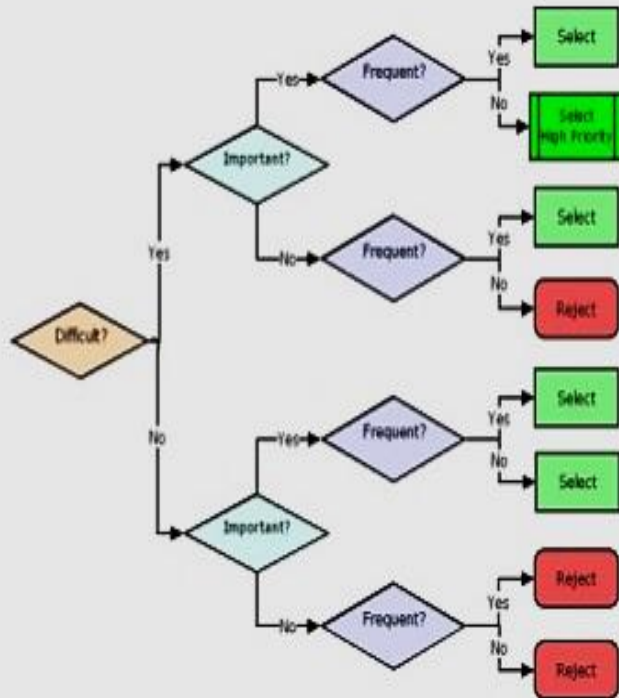 Frequent?
Yes
Select
Yes
No
Select
High Priority
Important?
Frequent?
Yes
Select
No
No
Reject
Yes
Difficult?
No
Frequent?
Yes
Select
Yes
No
Select
Important?
Frequent?
Yes
Reject
No
No
Reject